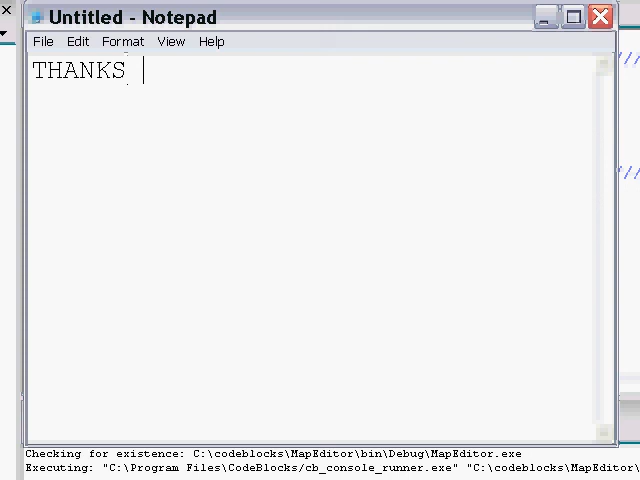 Untitled - Notepad
File Edit Format View Help
THANKS
//
//
Checking for existence: C:\codeblocks\MapEditor\bin\Debug\MapEditor.exe
Executing: "C:\Program Files\CodeBlocks/cb_console_runner.exe" "C:\codeblocks\MapEditor\